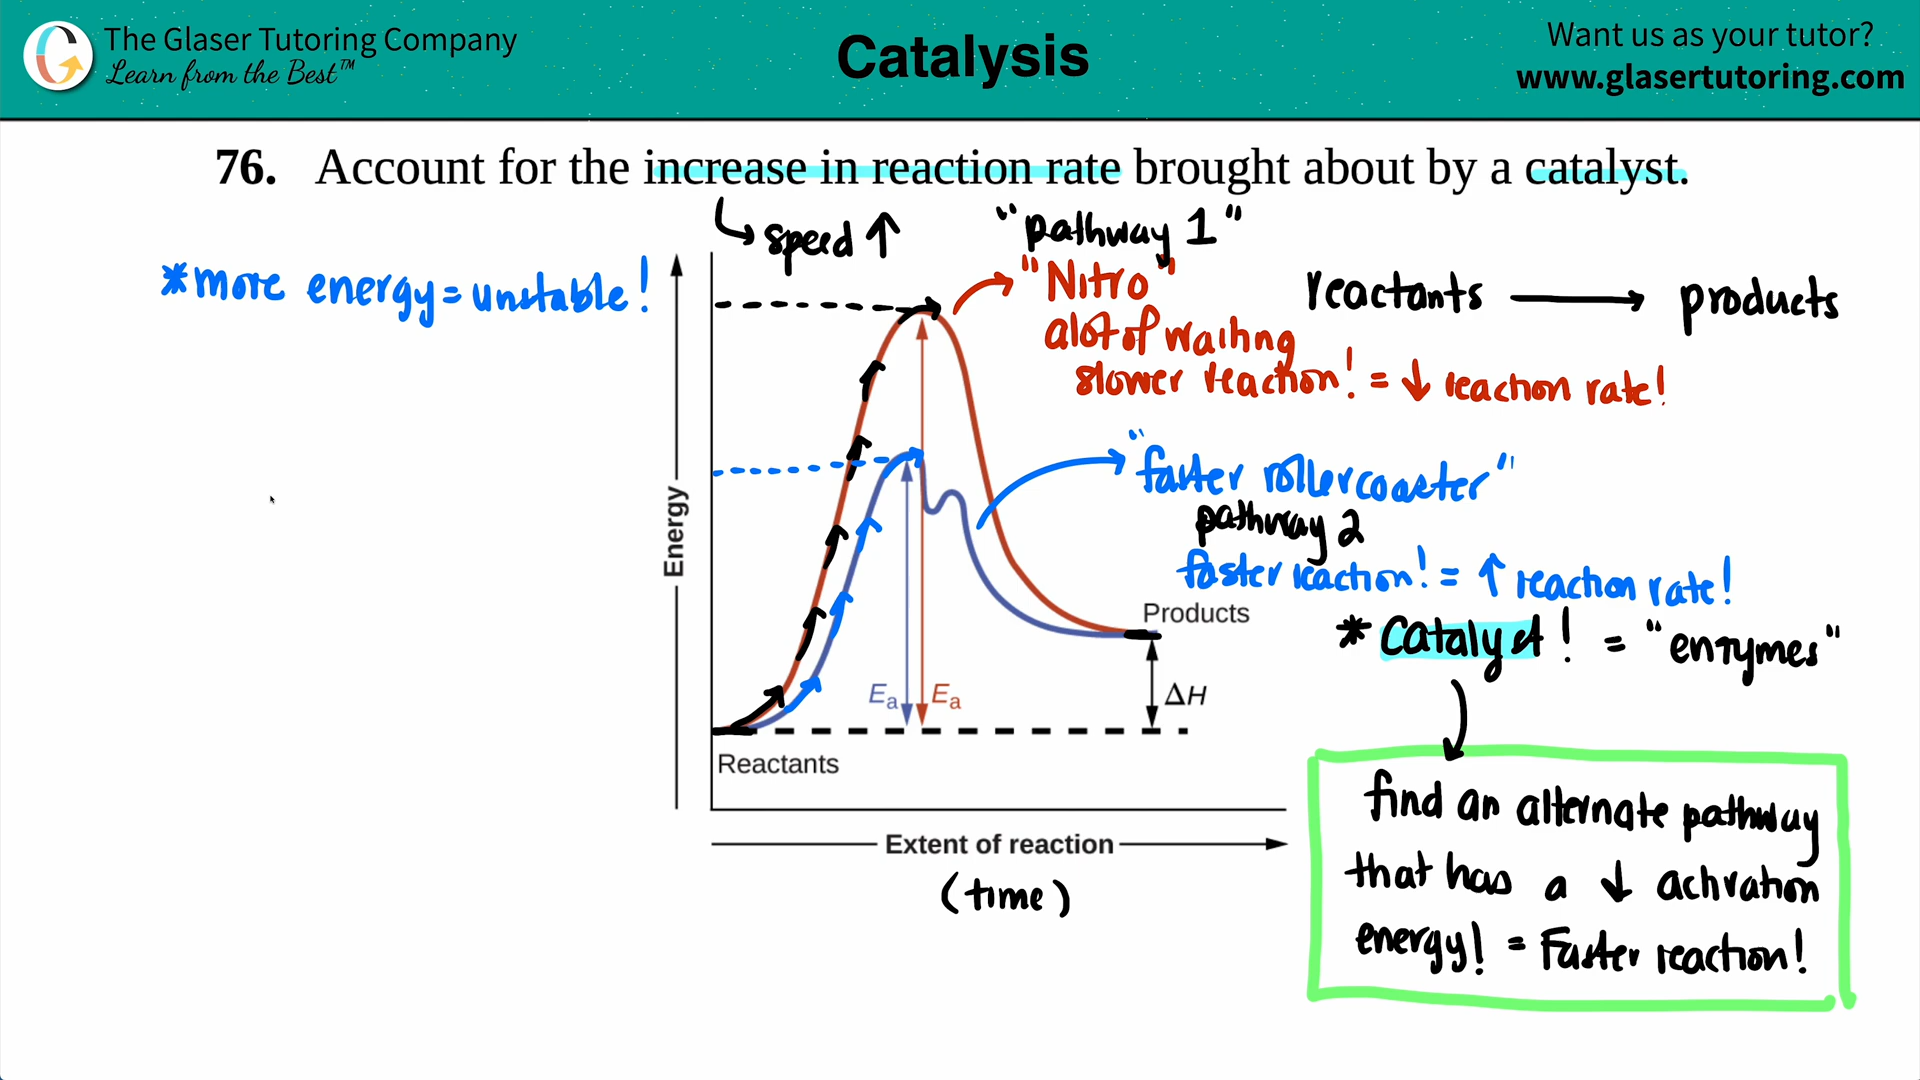 The Glaser Tutoring Company
Learn from the Best™
Catalysis
Want us as your tutor?
www.glasertutoring.com
76. Account for the increase in reaction rate brought about by a catalyst.
speed ↑
"pathway 1"
*more energy = unstable!
"Nitro"
alot of waiting
slower reaction! = ↓ reaction rate!
reactants → products
"faster rollercoaster"
pathway 2
faster reaction! = ↑ reaction rate!
Energy
Products
* Catalyst! = "enzymes"
Ea
Ea
ΔH
Reactants
Extent of reaction
(time)
find an alternate pathway
that has a ↓ activation
energy! = Faster reaction!